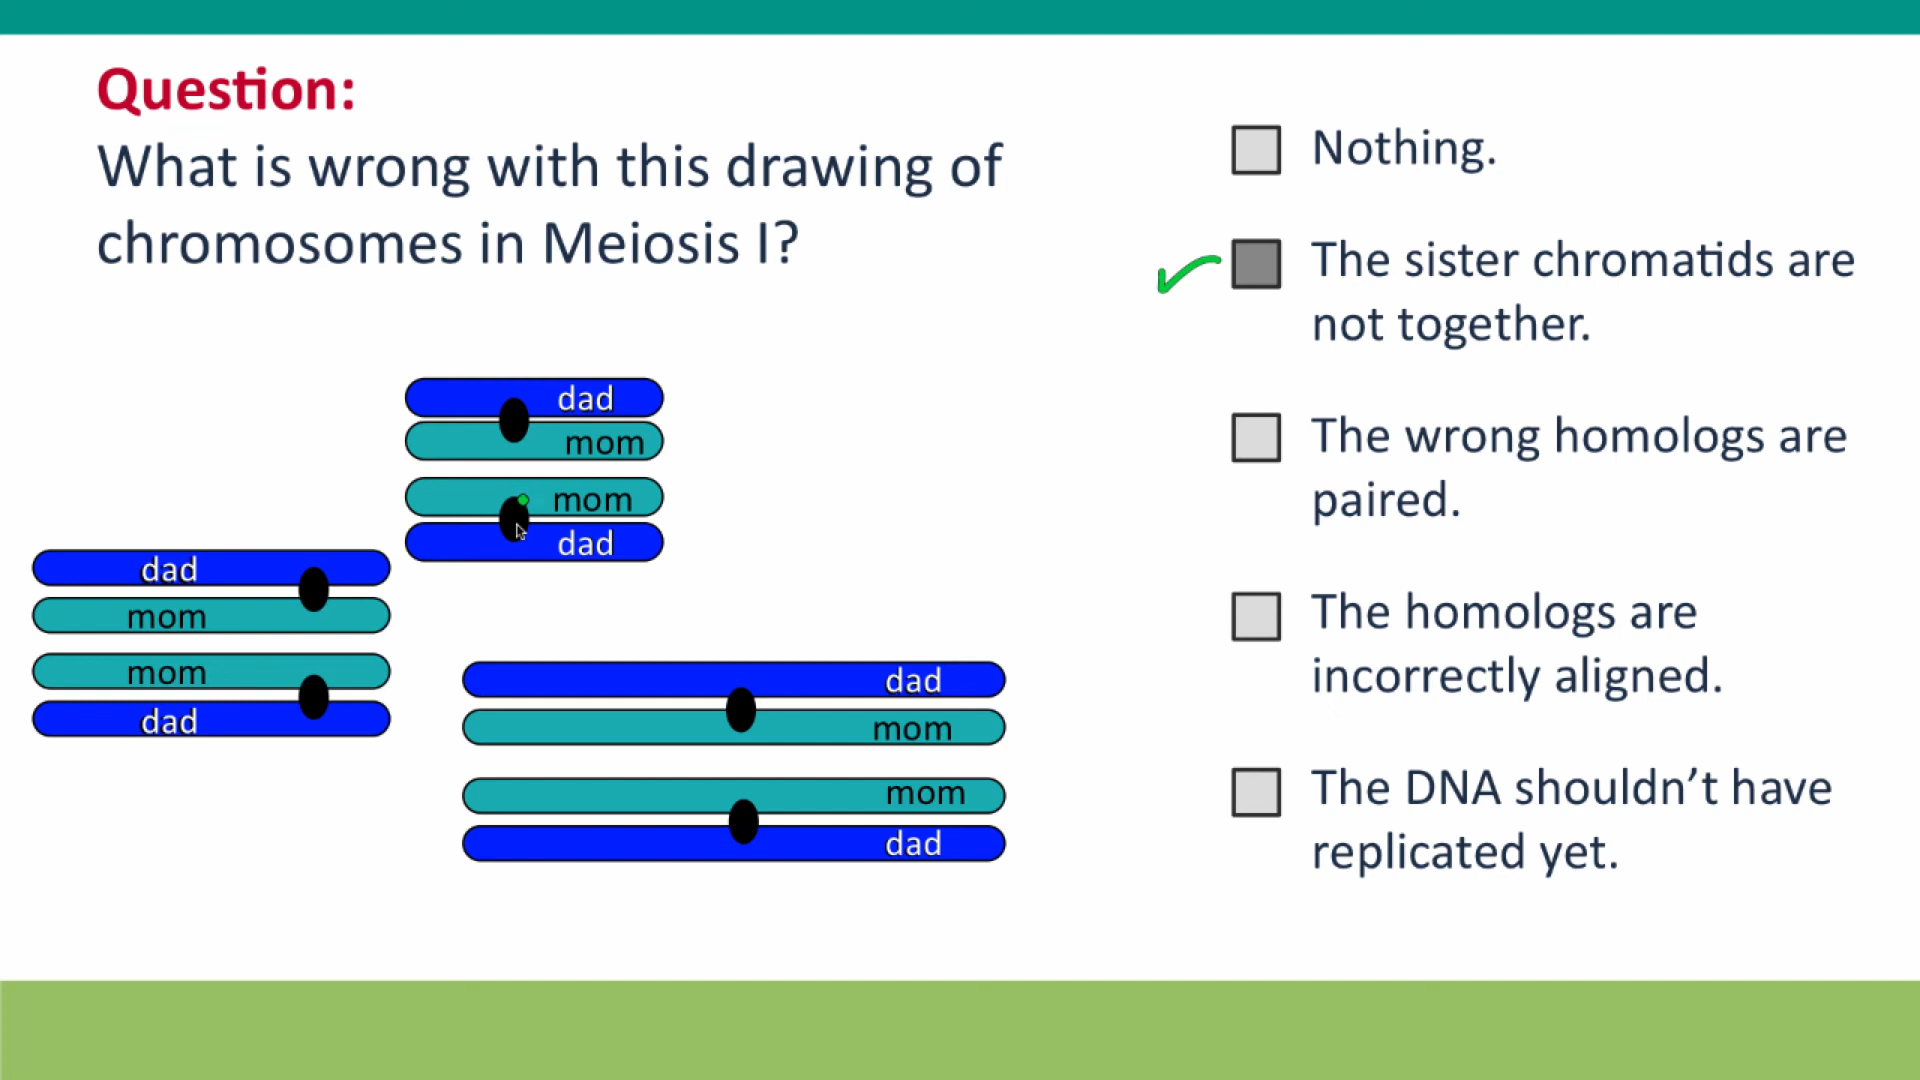 Question:
What is wrong with this drawing of
chromosomes in Meiosis I?
Nothing.
The sister chromatids are
not together.
The wrong homologs are
paired.
The homologs are
incorrectly aligned.
The DNA shouldn't have
replicated yet.
dad
mom
mom
dad
dad
mom
mom
dad
dad
mom
mom
dad